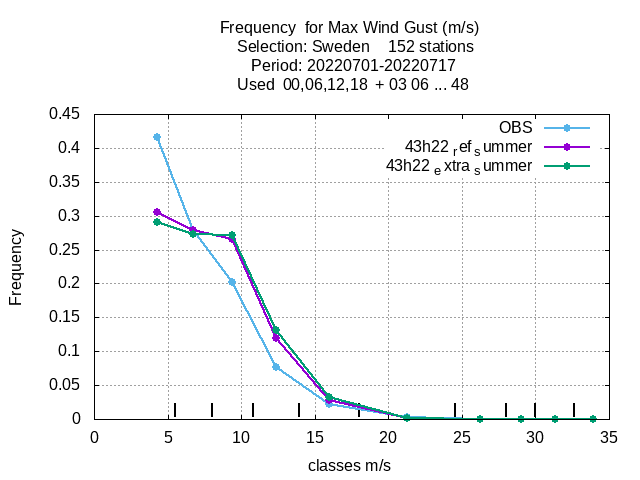 Frequency  for Max Wind Gust (m/s)
Selection: Sweden    152 stations
Period: 20220701-20220717
Used  00,06,12,18  + 03 06 ... 48
OBS
43h22 ref summer
43h22 extra summer
0.45
0.4
0.35
0.3
0.25
0.2
0.15
0.1
0.05
0
Frequency
0 5 10 15 20 25 30 35
classes m/s